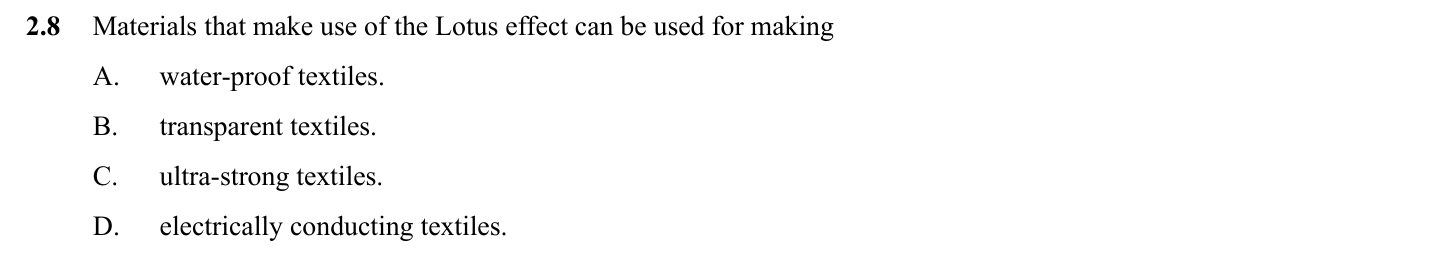 2.8 Materials that make use of the Lotus effect can be used for making
A. water-proof textiles.
B. transparent textiles.
C. ultra-strong textiles.
D. electrically conducting textiles.